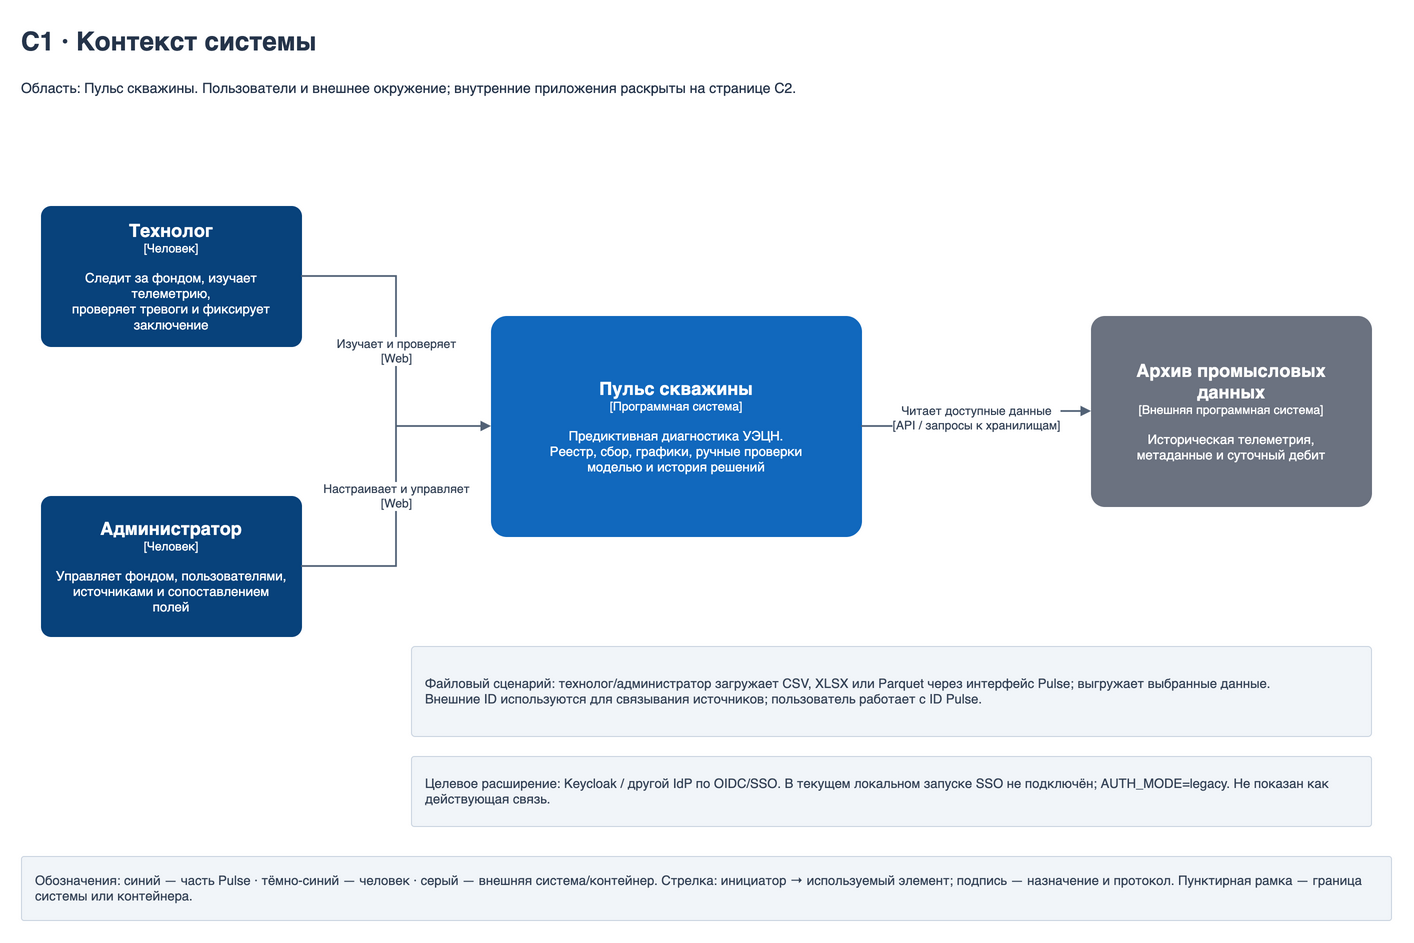 C1 · Контекст системы
Область: Пульс скважины. Пользователи и внешнее окружение; внутренние приложения раскрыты на странице C2.
Технолог
[Человек]
Следит за фондом, изучает
телеметрию,
проверяет тревоги и фиксирует
заключение
Изучает и проверяет
[Web]
Пульс скважины
[Программная система]
Предиктивная диагностика УЭЦН.
Реестр, сбор, графики, ручные проверки
моделью и история решений
Читает доступные данные
[API / запросы к хранилищам]
Архив промысловых
данных
[Внешняя программная система]
Историческая телеметрия,
метаданные и суточный дебит
Настраивает и управляет
[Web]
Администратор
[Человек]
Управляет фондом, пользователями,
источниками и сопоставлением
полей
Файловый сценарий: технолог/администратор загружает CSV, XLSX или Parquet через интерфейс Pulse; выгружает выбранные данные.
Внешние ID используются для связывания источников; пользователь работает с ID Pulse.
Целевое расширение: Keycloak / другой IdP по OIDC/SSO. В текущем локальном запуске SSO не подключён; AUTH_MODE=legacy. Не показан как
действующая связь.
Обозначения: синий — часть Pulse · тёмно-синий — человек · серый — внешняя система/контейнер. Стрелка: инициатор → используемый элемент; подпись — назначение и протокол. Пунктирная рамка — граница
системы или контейнера.